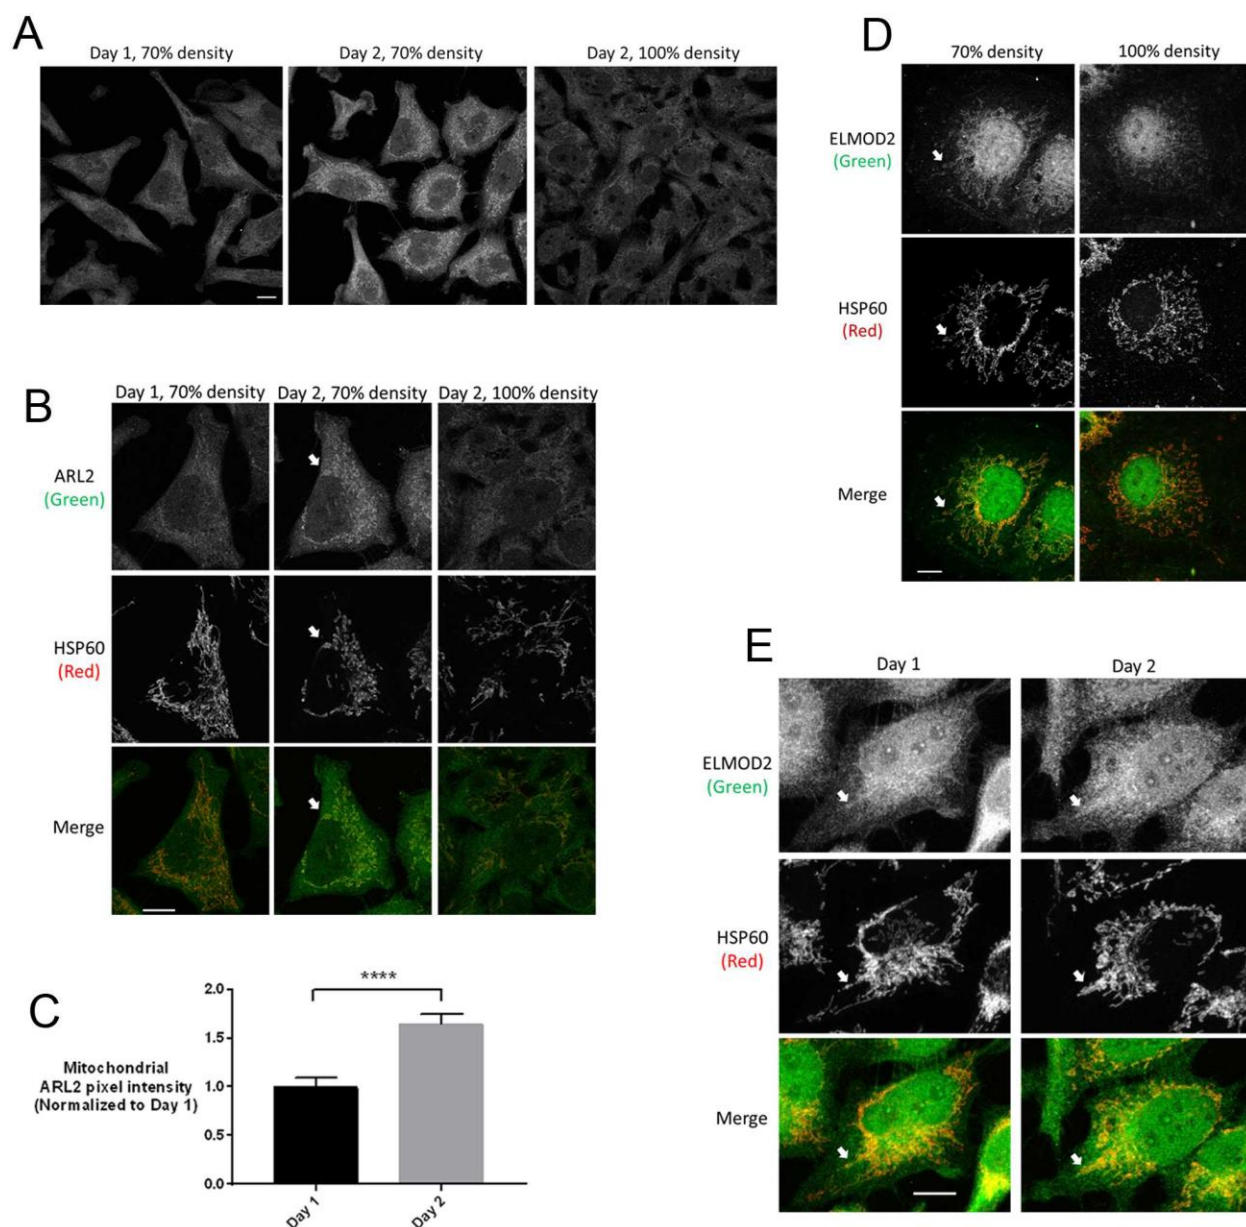 A
Day 1, 70% density
Day 2, 70% density
Day 2, 100% density
B
Day 1, 70% density
Day 2, 70% density
Day 2, 100% density
ARL2
(Green)
HSP60
(Red)
Merge
C
****
2.0
1.5
1.0
0.5
0.0
Mitochondrial
ARL2 pixel intensity
(Normalized to Day 1)
Day 1
Day 2
D
70% density
100% density
ELMOD2
(Green)
HSP60
(Red)
Merge
E
Day 1
Day 2
ELMOD2
(Green)
HSP60
(Red)
Merge